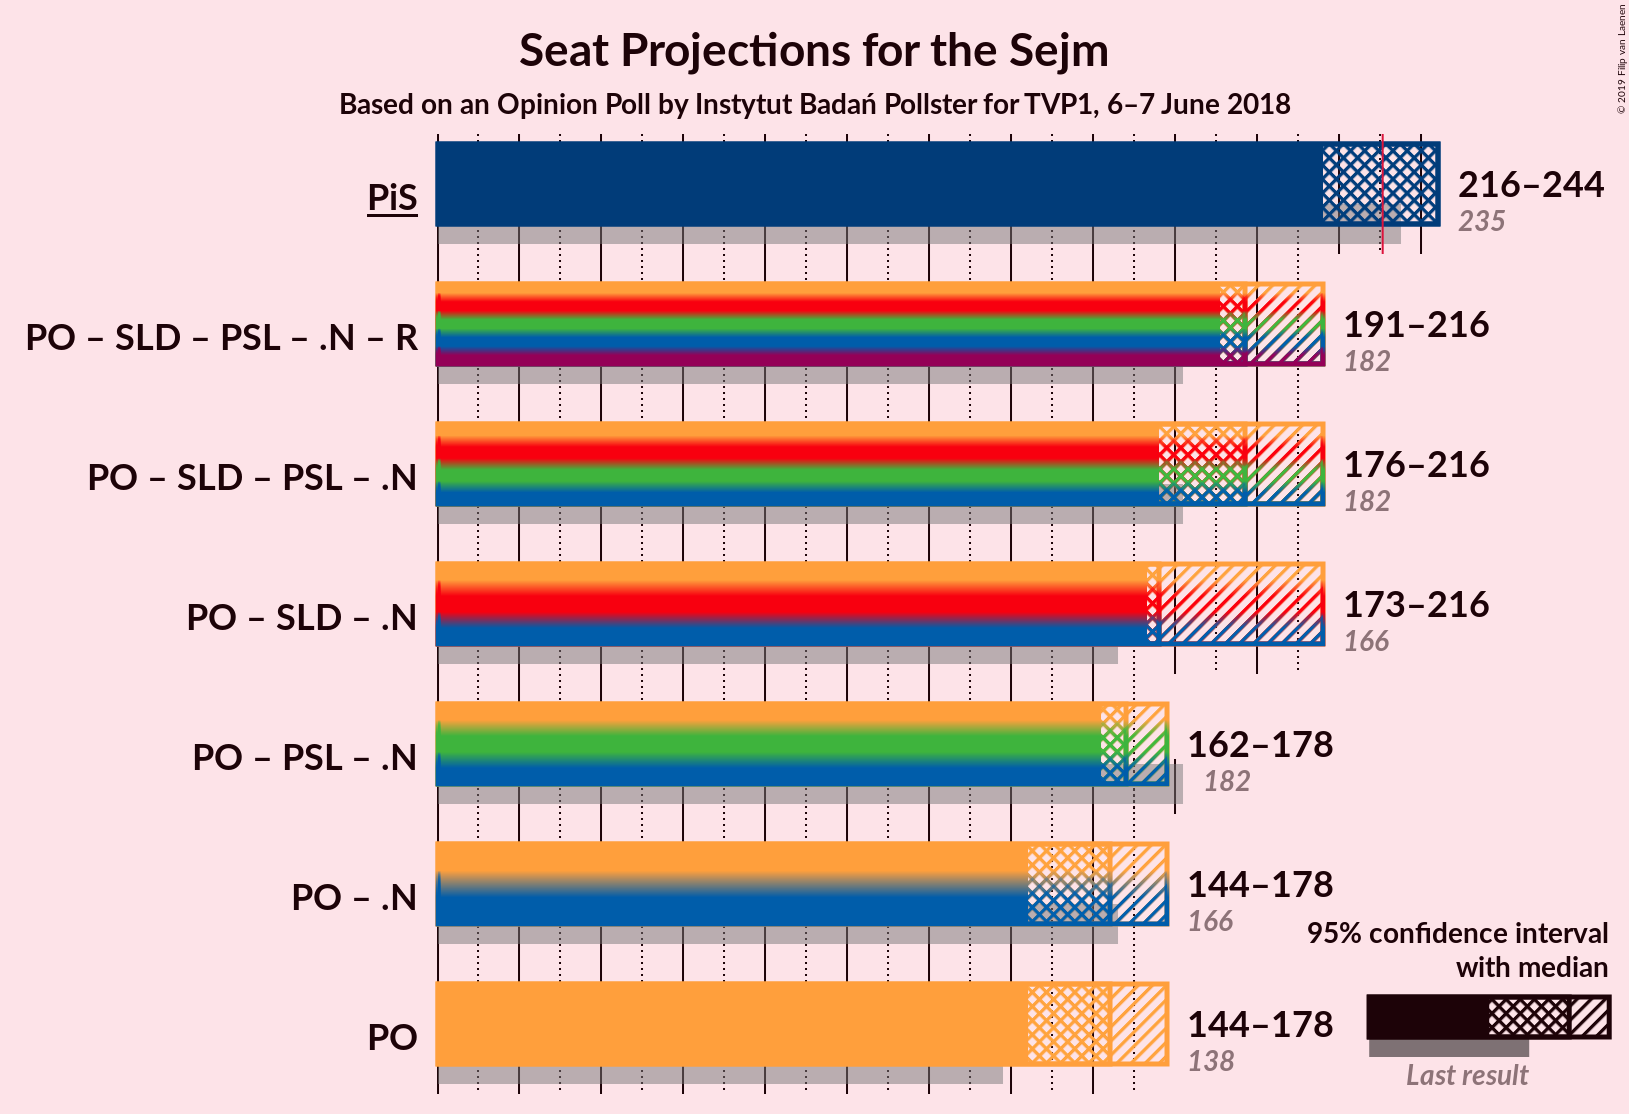 Seat Projections for the Sejm
Based on an Opinion Poll by Instytut Badań Pollster for TVP1, 6–7 June 2018
© 2019 Filip van Laenen
PiS
216–244
235
PO – SLD – PSL – .N – R
191–216
182
PO – SLD – PSL – .N
176–216
182
PO – SLD – .N
173–216
166
PO – PSL – .N
162–178
182
PO – .N
144–178
166
PO
144–178
138
95% confidence interval
with median
Last result